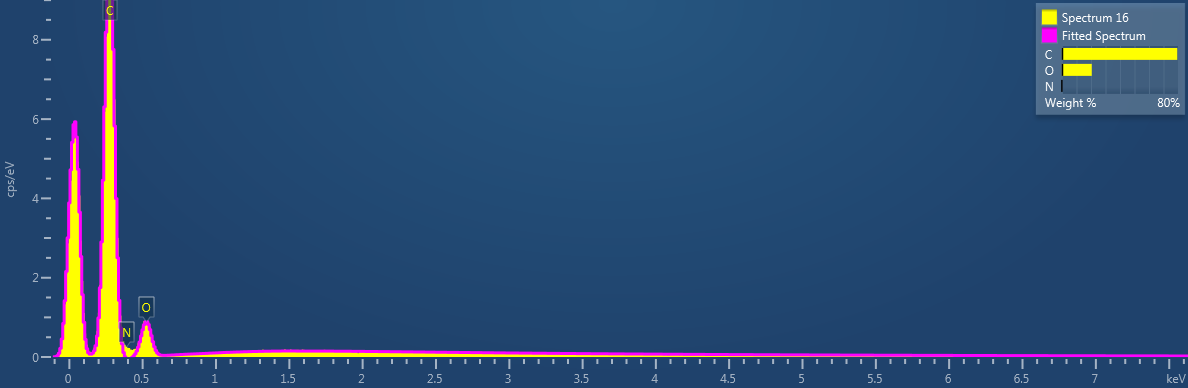 C
Spectrum 16
Fitted Spectrum
C
O
N
Weight % 80%
8
6
cps/eV
4
2
O
N
0
0 0.5 1 1.5 2 2.5 3 3.5 4 4.5 5 5.5 6 6.5 7 keV